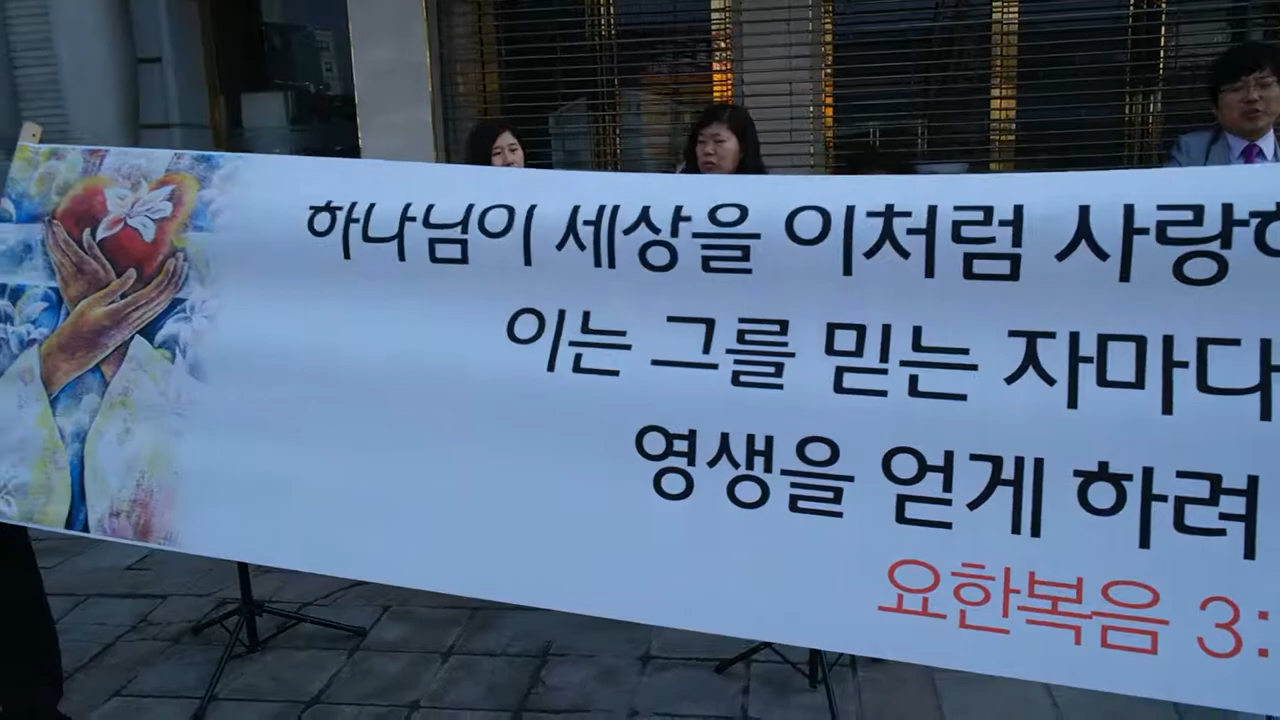 하나님이 세상을 이처럼 사랑하
이는 그를 믿는 자마다
영생을 얻게 하려
요한복음 3: